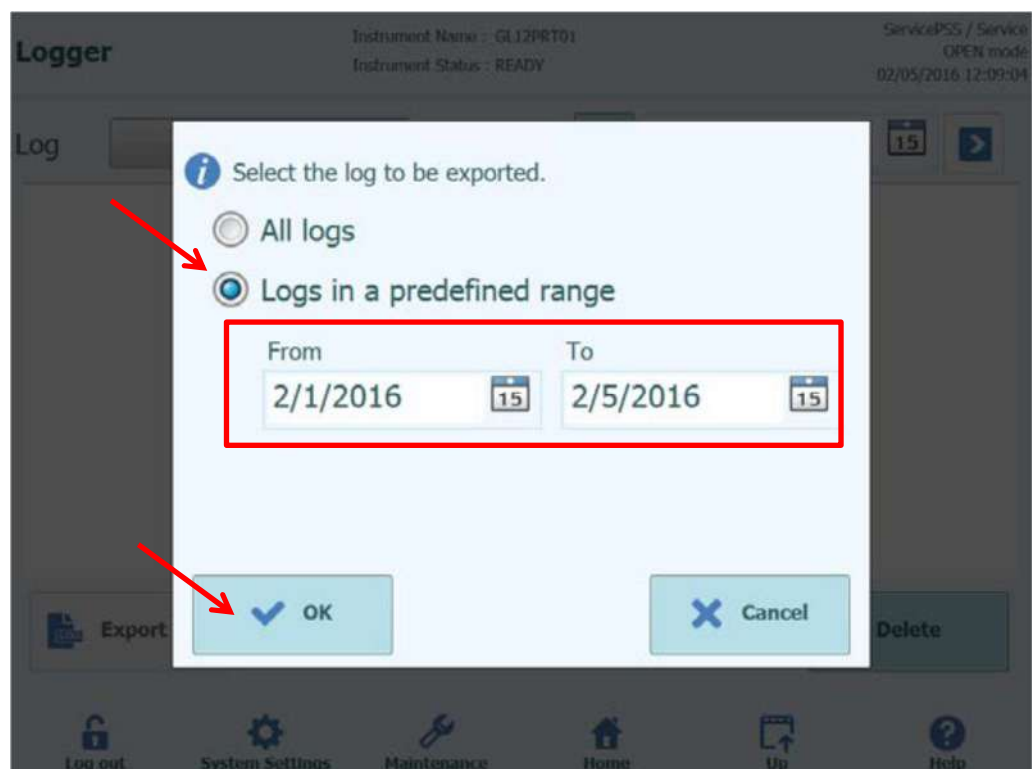 Logger
Instrument Name : GL12PRT01
Instrument Status : READY
ServicePSS / Service
OPEN mode
02/05/2016 12:09:04
Log
15
Select the log to be exported.
All logs
Logs in a predefined range
From To
2/1/2016 15 2/5/2016 15
OK Cancel
Export Delete
Log out System Settings Maintenance Home Up Help